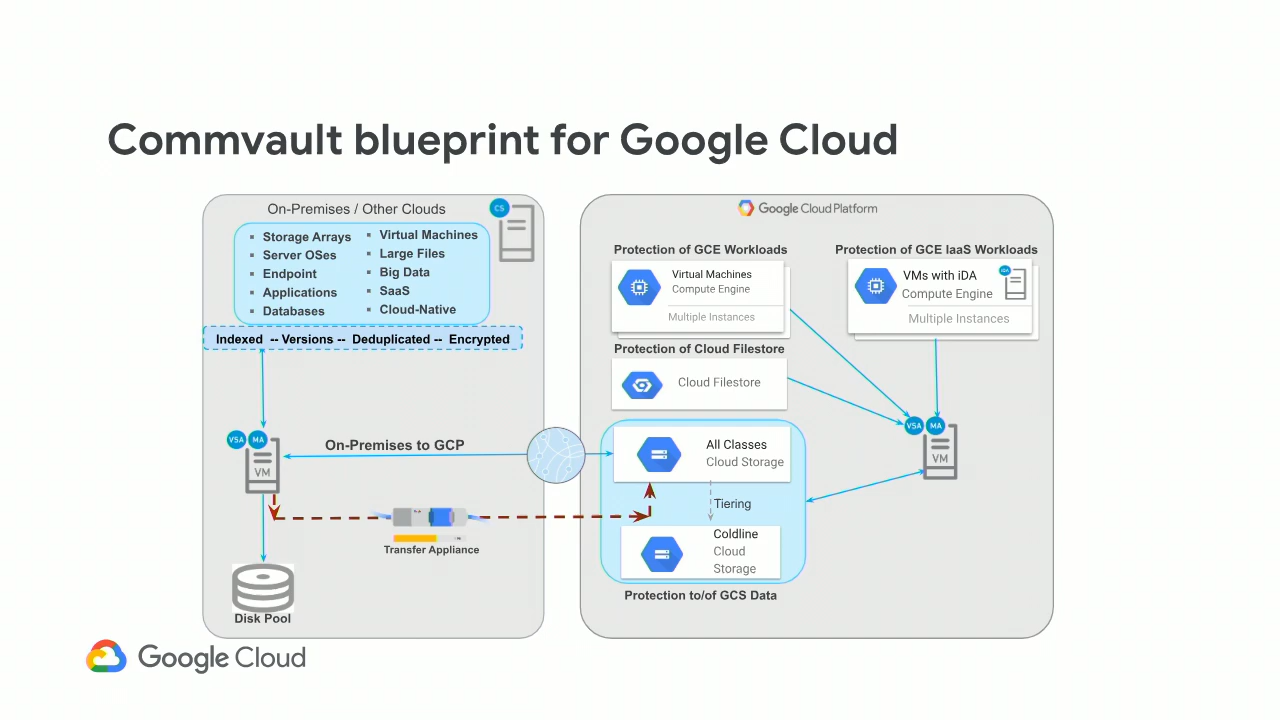 Commvault blueprint for Google Cloud
On-Premises / Other Clouds
CS
Storage Arrays
Server OSes
Endpoint
Applications
Databases
Virtual Machines
Large Files
Big Data
SaaS
Cloud-Native
Indexed -- Versions -- Deduplicated -- Encrypted
VSA
MA
VM
On-Premises to GCP
Transfer Appliance
Disk Pool
Google Cloud Platform
Protection of GCE Workloads
Virtual Machines
Compute Engine
Multiple Instances
Protection of GCE IaaS Workloads
VMs with iDA
Compute Engine
iDA
Multiple Instances
Protection of Cloud Filestore
Cloud Filestore
All Classes
Cloud Storage
Tiering
Coldline
Cloud
Storage
Protection to/of GCS Data
VSA
MA
VM
Google Cloud